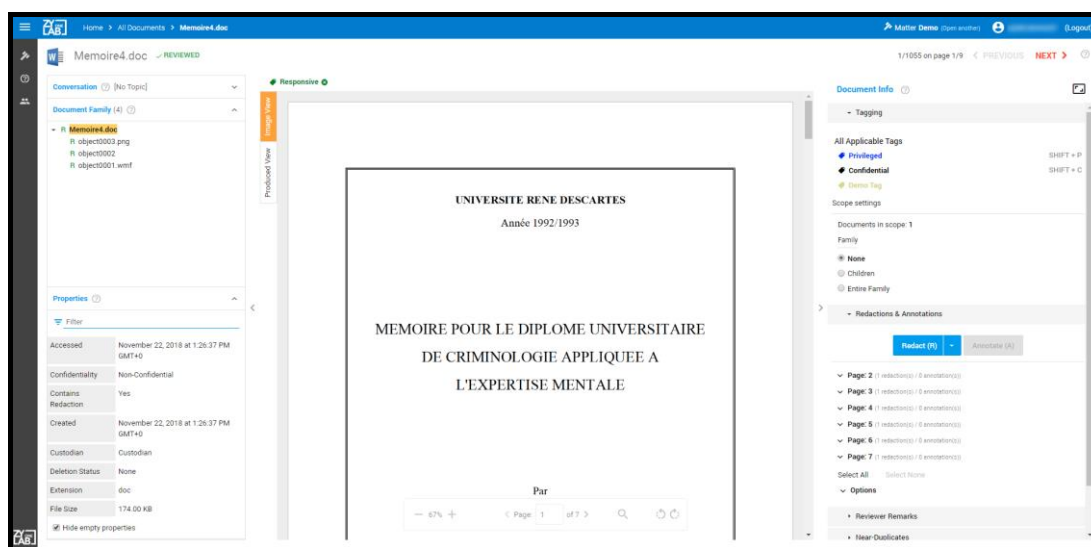 ZY LAB
Home > All Documents > Memoire4.doc
Matter Demo (Open another)
(Logout)
Memoire4.doc
REVIEWED
1/1055 on page 1/9
< PREVIOUS
NEXT >
Conversation
[No Topic]
Document Family (4)
R Memoire4.doc
R object0003.png
R object0002
R object0001.wmf
Properties
Filter
Accessed November 22, 2018 at 1:26:37 PM
GMT+0
Confidentiality Non-Confidential
Contains Yes
Redaction
Created November 22, 2018 at 1:26:37 PM
GMT+0
Custodian Custodian
Deletion Status None
Extension doc
File Size 174.00 KB
Hide empty properties
ZY LAB
Responsive
Image View
Produced View
UNIVERSITE RENE DESCARTES
Année 1992/1993
MEMOIRE POUR LE DIPLOME UNIVERSITAIRE
DE CRIMINOLOGIE APPLIQUEE A
L'EXPERTISE MENTALE
Par
— 67% +
< Page 1 of 7 >
Document Info
Tagging
All Applicable Tags
Privileged SHIFT + P
Confidential SHIFT + C
Demo Tag
Scope settings
Documents in scope: 1
Family
None
Children
Entire Family
Redactions & Annotations
Redact (R)
Annotate (A)
Page: 2 (1 redaction(s) / 0 annotation(s))
Page: 3 (1 redaction(s) / 0 annotation(s))
Page: 4 (1 redaction(s) / 0 annotation(s))
Page: 5 (1 redaction(s) / 0 annotation(s))
Page: 6 (1 redaction(s) / 0 annotation(s))
Page: 7 (1 redaction(s) / 0 annotation(s))
Select All Select None
Options
Reviewer Remarks
Near-Duplicates